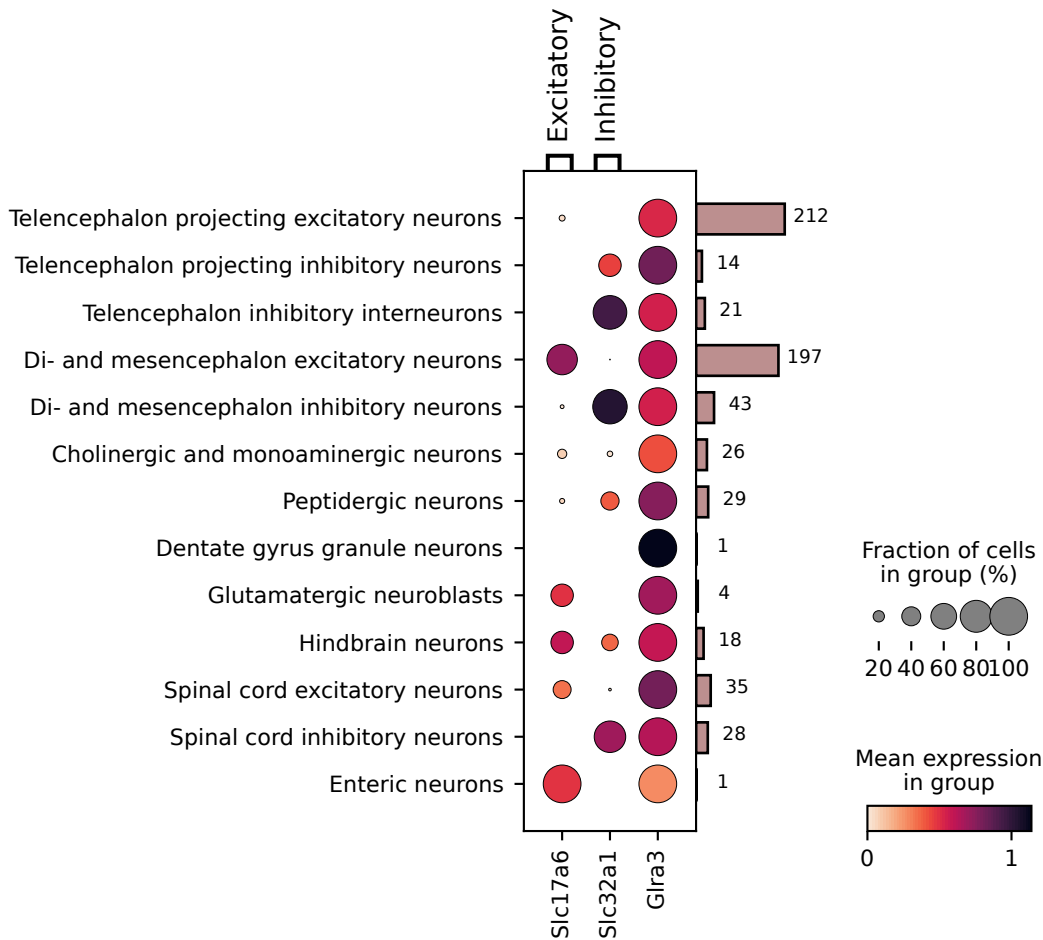 Excitatory
Inhibitory
Telencephalon projecting excitatory neurons
212
Telencephalon projecting inhibitory neurons
14
Telencephalon inhibitory interneurons
21
Di- and mesencephalon excitatory neurons
197
Di- and mesencephalon inhibitory neurons
43
Cholinergic and monoaminergic neurons
26
Peptidergic neurons
29
Dentate gyrus granule neurons
1
Glutamatergic neuroblasts
4
Hindbrain neurons
18
Spinal cord excitatory neurons
35
Spinal cord inhibitory neurons
28
Enteric neurons
1
Slc17a6
Slc32a1
Glra3
Fraction of cells
in group (%)
20 40 60 80 100
Mean expression
in group
0 1